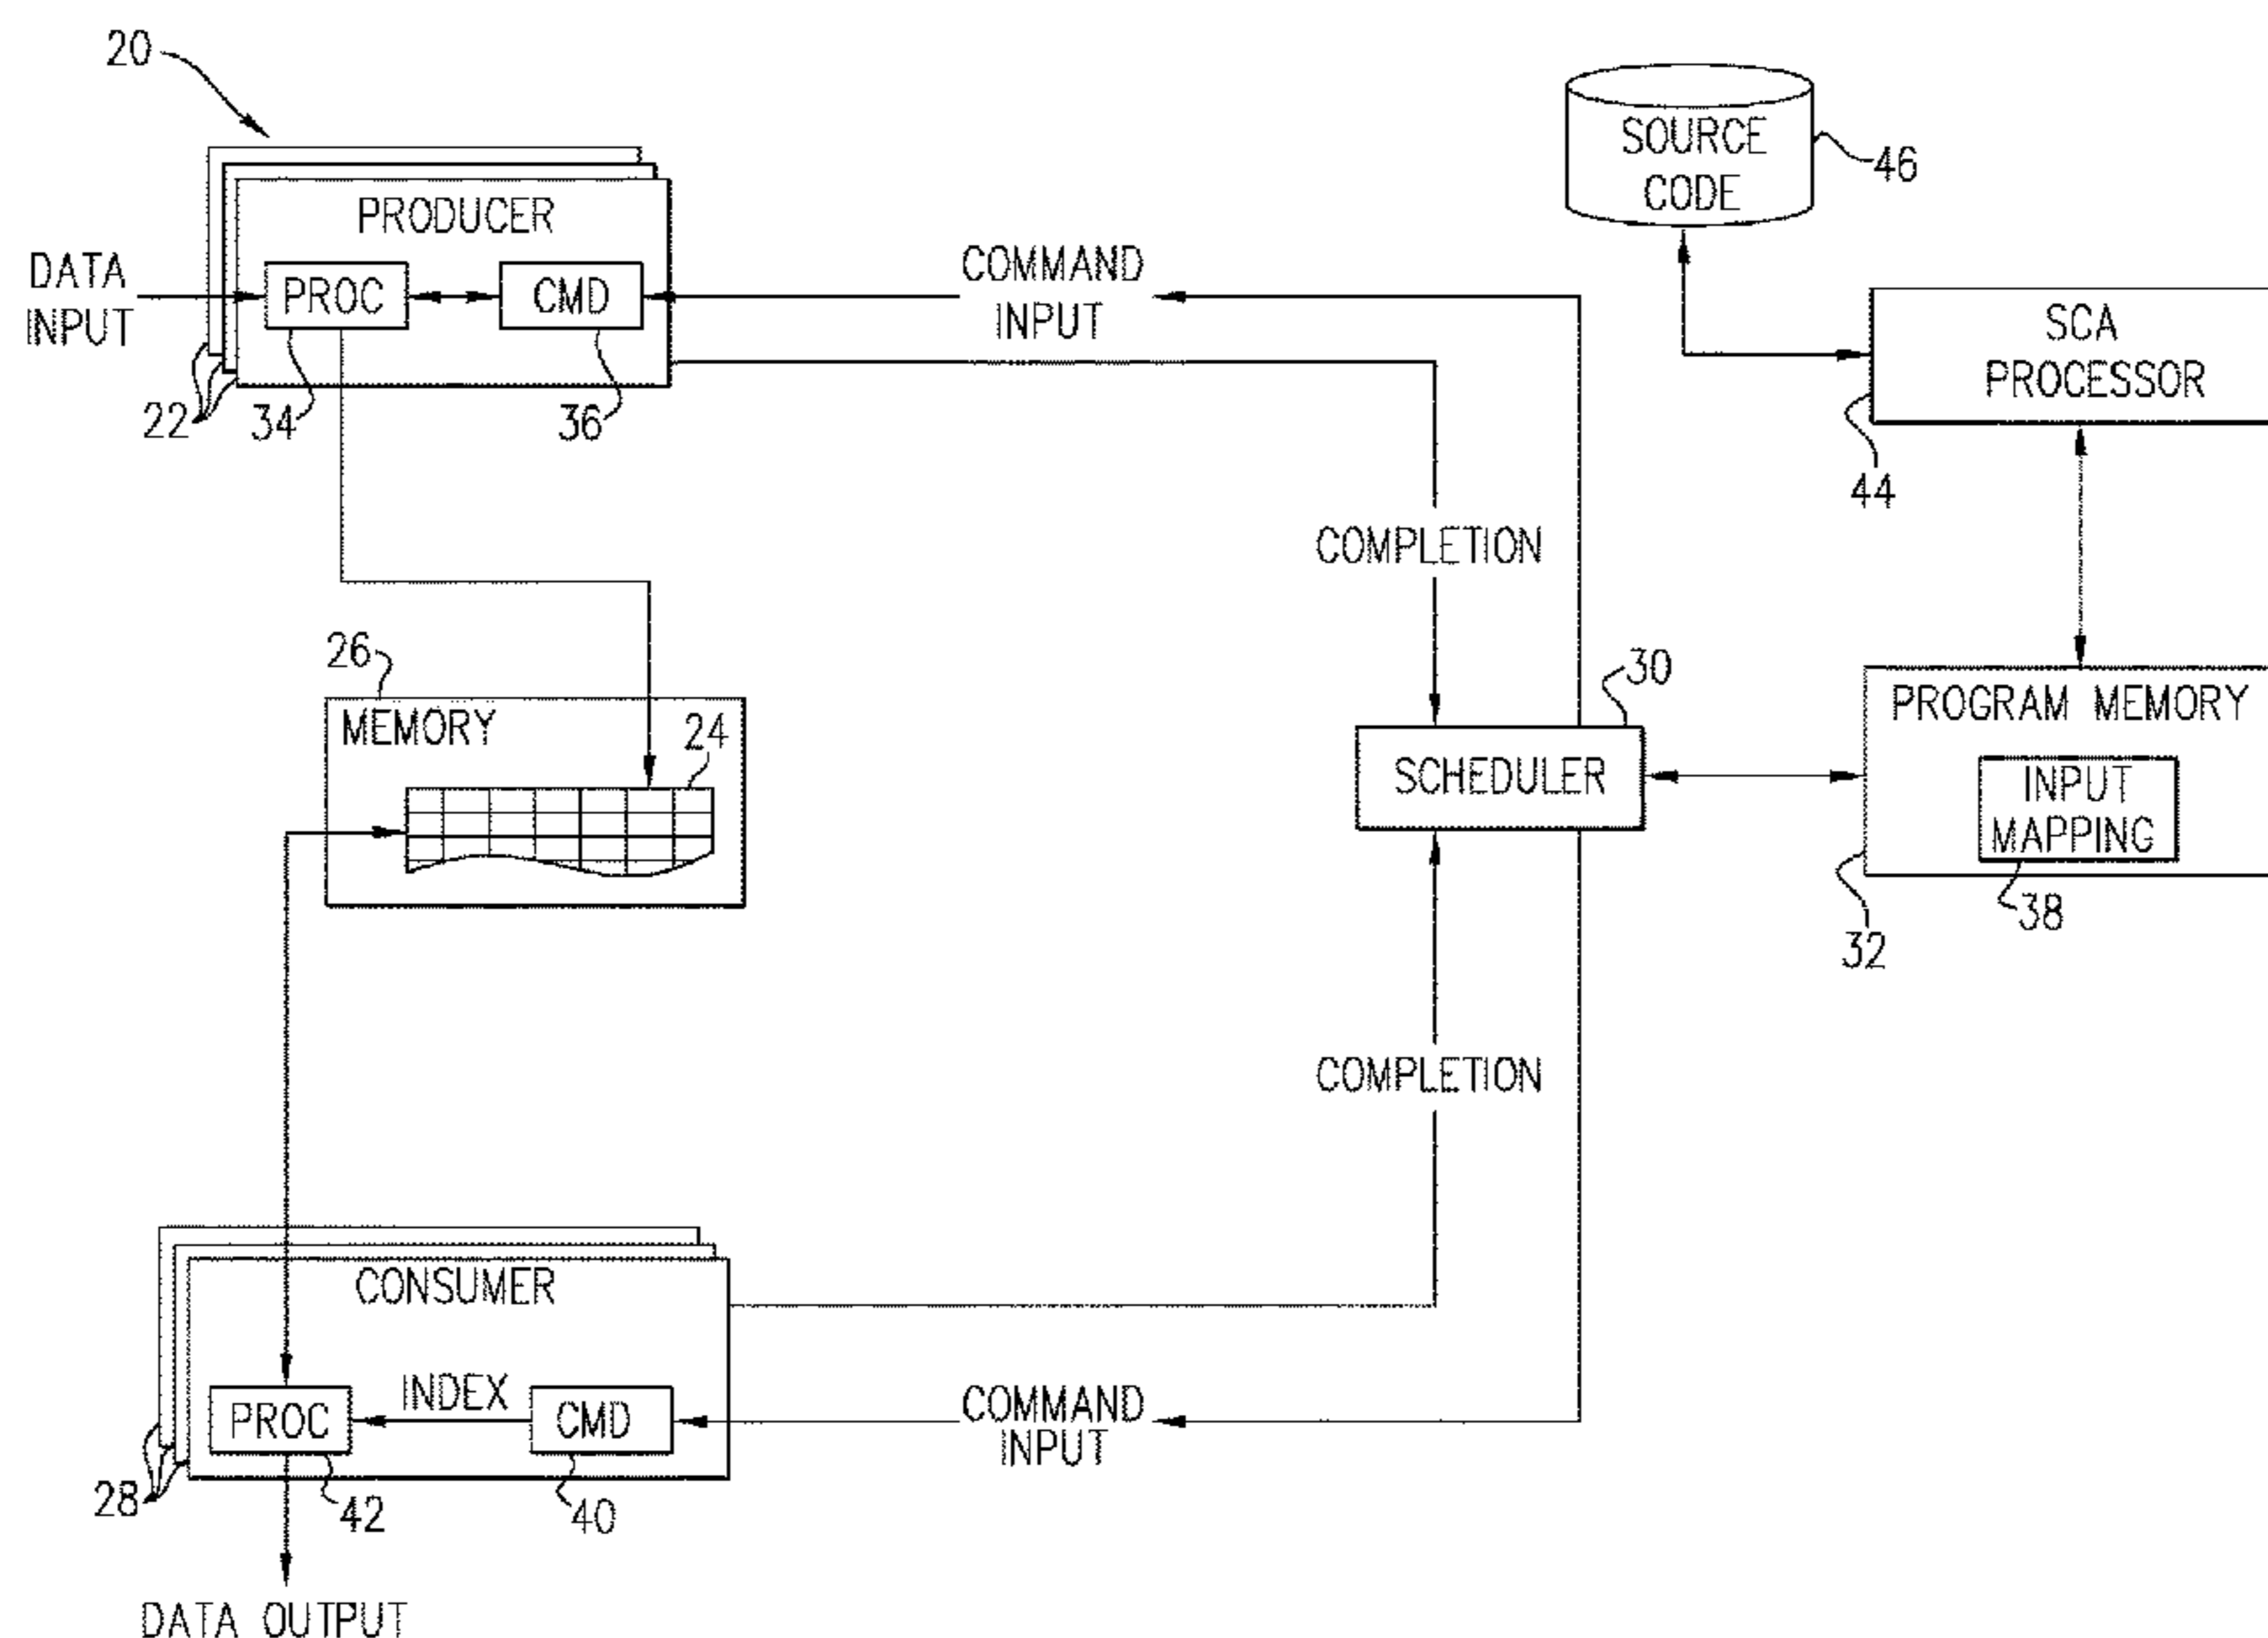 20
SOURCE
CODE
46
PRODUCER
DATA
INPUT
PROC
CMD
COMMAND
INPUT
SCA
PROCESSOR
22
34
36
44
COMPLETION
26
MEMORY
24
30
SCHEDULER
PROGRAM MEMORY
INPUT
MAPPING
38
32
COMPLETION
CONSUMER
PROC
INDEX
CMD
COMMAND
INPUT
28
42
40
DATA OUTPUT